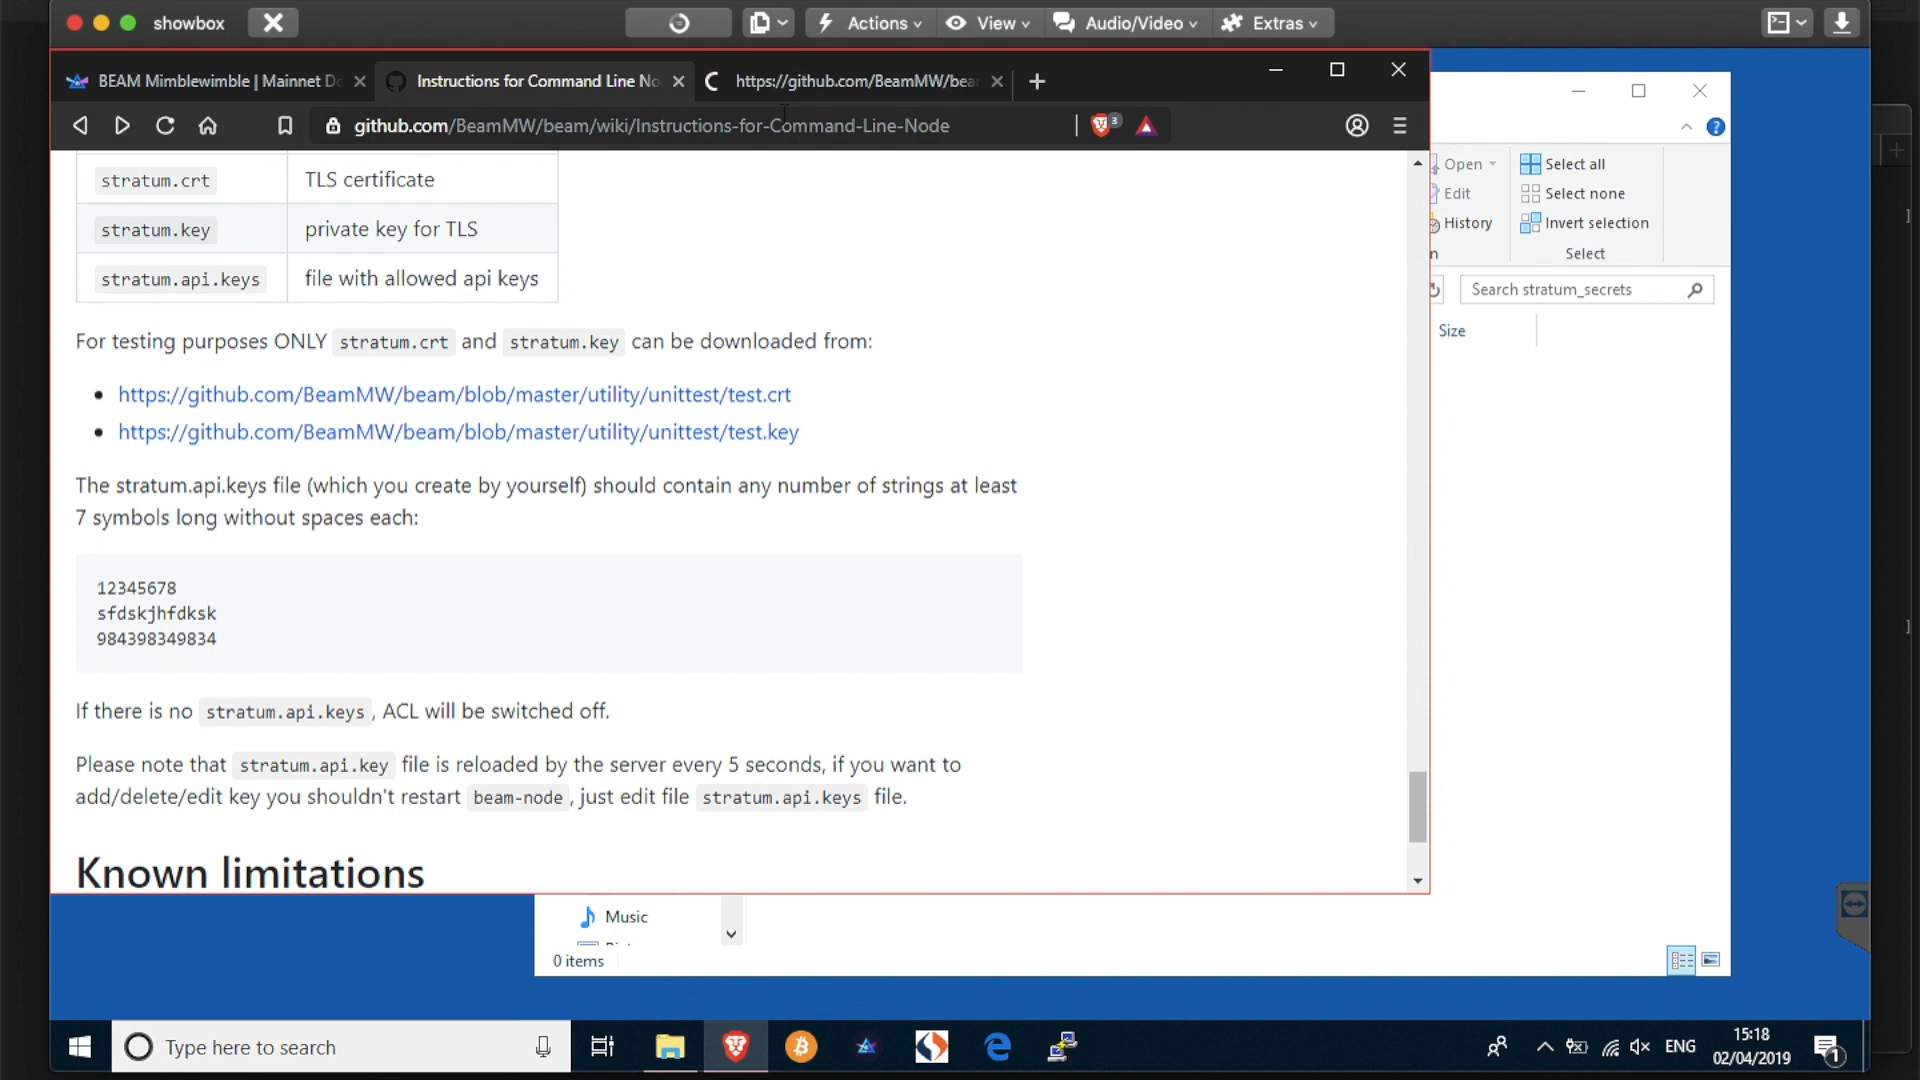 showbox
Actions
View
Audio/Video
Extras
BEAM Mimblewimble | Mainnet Do
Instructions for Command Line No
https://github.com/BeamMW/bear
github.com/BeamMW/beam/wiki/Instructions-for-Command-Line-Node
3
stratum.crt TLS certificate
stratum.key private key for TLS
stratum.api.keys file with allowed api keys
For testing purposes ONLY stratum.crt and stratum.key can be downloaded from:
https://github.com/BeamMW/beam/blob/master/utility/unittest/test.crt
https://github.com/BeamMW/beam/blob/master/utility/unittest/test.key
The stratum.api.keys file (which you create by yourself) should contain any number of strings at least
7 symbols long without spaces each:
12345678
sfdskjhfdksk
984398349834
If there is no stratum.api.keys , ACL will be switched off.
Please note that stratum.api.key file is reloaded by the server every 5 seconds, if you want to
add/delete/edit key you shouldn't restart beam-node , just edit file stratum.api.keys file.
Known limitations
Open
Edit
History
n
Select all
Select none
Invert selection
Select
Search stratum_secrets
Size
Music
0 items
Type here to search
ENG
15:18
02/04/2019
1